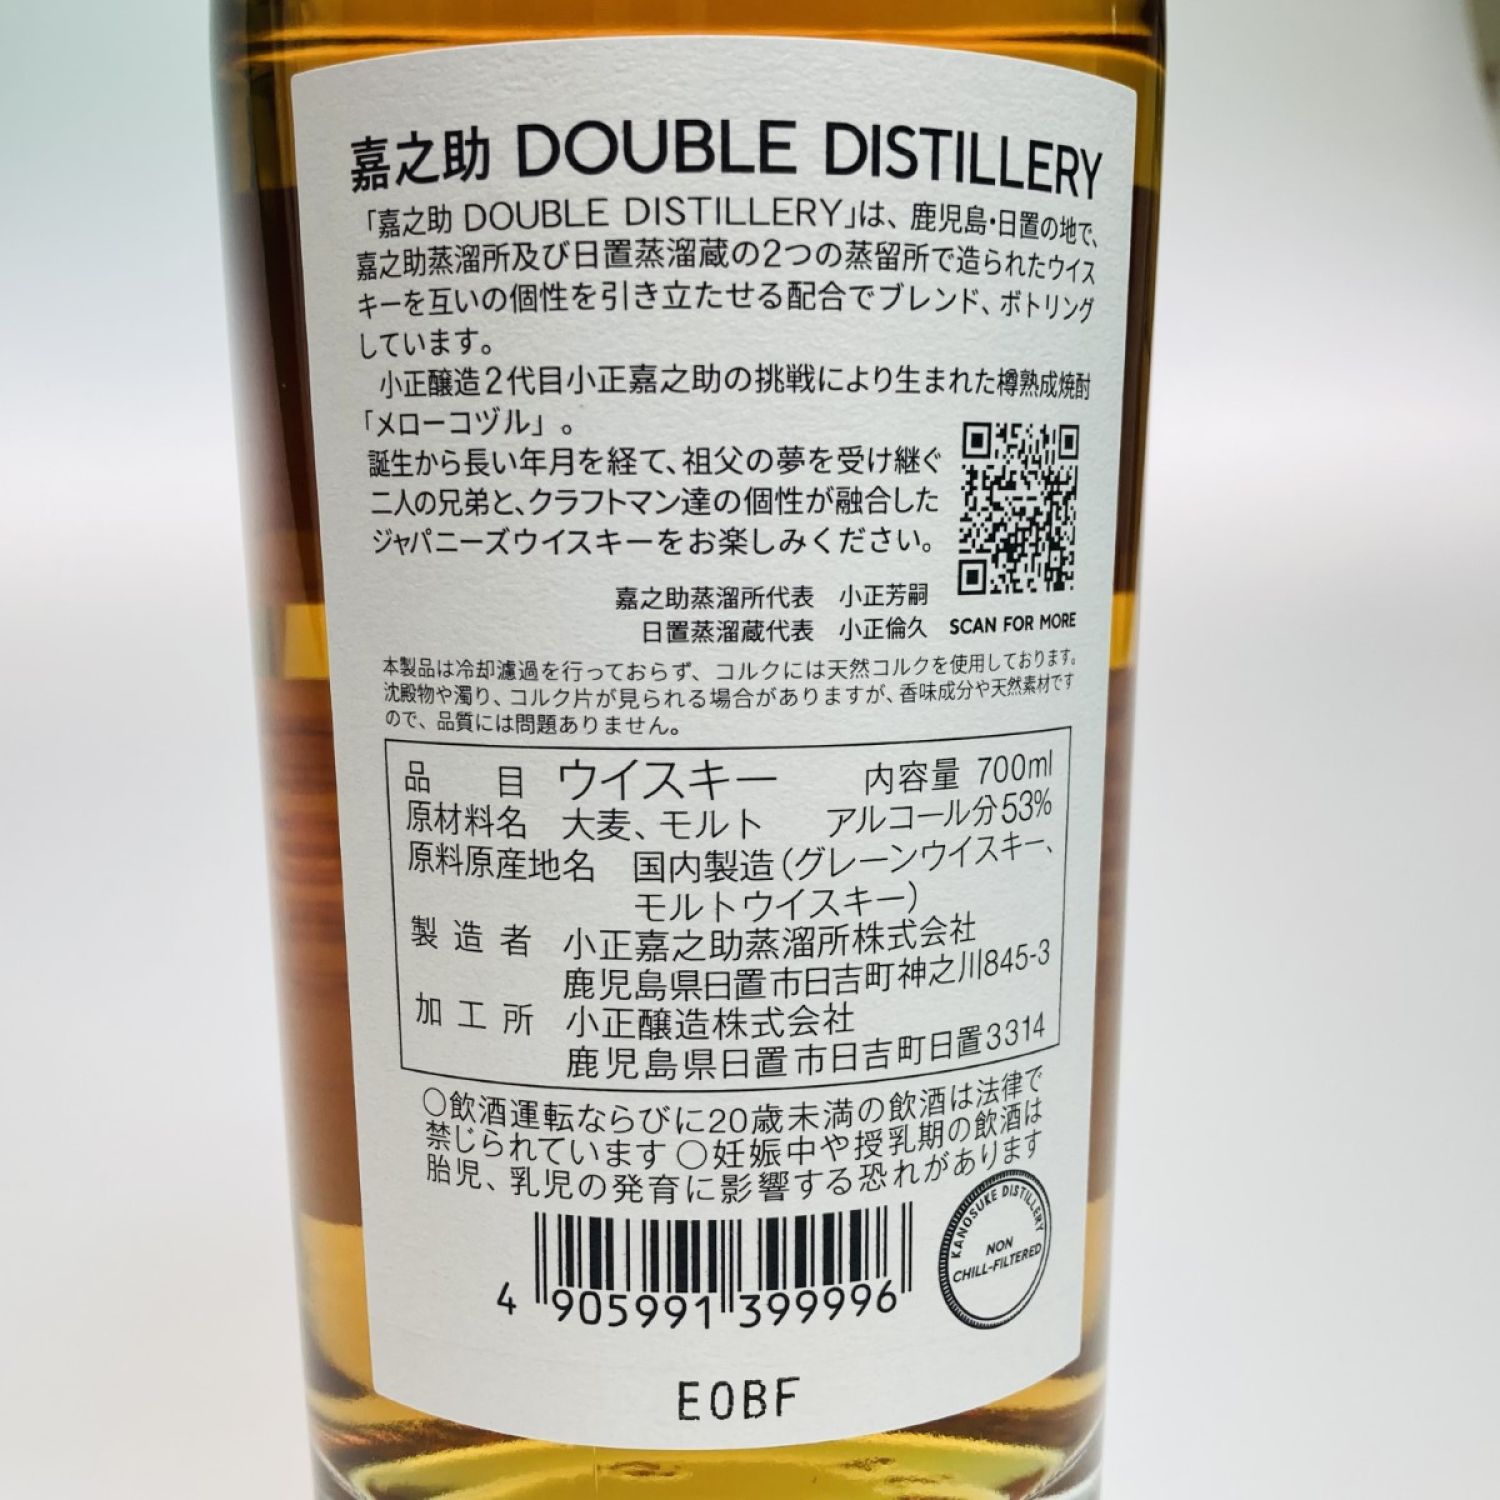 嘉之助 DOUBLE DISTILLERY
「嘉之助 DOUBLE DISTILLERY」は、鹿児島・日置の地で、
嘉之助蒸溜所及び日置蒸溜蔵の2つの蒸留所で造られたウイス
キーを互いの個性を引き立たせる配合でブレンド、ボトリング
しています。
小正醸造2代目小正嘉之助の挑戦により生まれた樽熟成焼酎
「メローコヅル」。
誕生から長い年月を経て、祖父の夢を受け継ぐ
二人の兄弟と、クラフトマン達の個性が融合した
ジャパニーズウイスキーをお楽しみください。
嘉之助蒸溜所代表 小正芳嗣
日置蒸溜蔵代表 小正倫久
SCAN FOR MORE
本製品は冷却濾過を行っておらず、コルクには天然コルクを使用しております。
沈殿物や濁り、コルク片が見られる場合がありますが、香味成分や天然素材です
ので、品質には問題ありません。
品目 ウイスキー 内容量 700ml
原材料名 大麦、モルト アルコール分53%
原料原産地名 国内製造(グレーンウイスキー、
モルトウイスキー)
製造者 小正嘉之助蒸溜所株式会社
鹿児島県日置市日吉町神之川845-3
加工所 小正醸造株式会社
鹿児島県日置市日吉町日置3314
○飲酒運転ならびに20歳未満の飲酒は法律で
禁じられています ○妊娠中や授乳期の飲酒は
胎児、乳児の発育に影響する恐れがあります
KANOSUKE DISTILLERY
NON
CHILL-FILTERED
4 905991 399996
E0BF